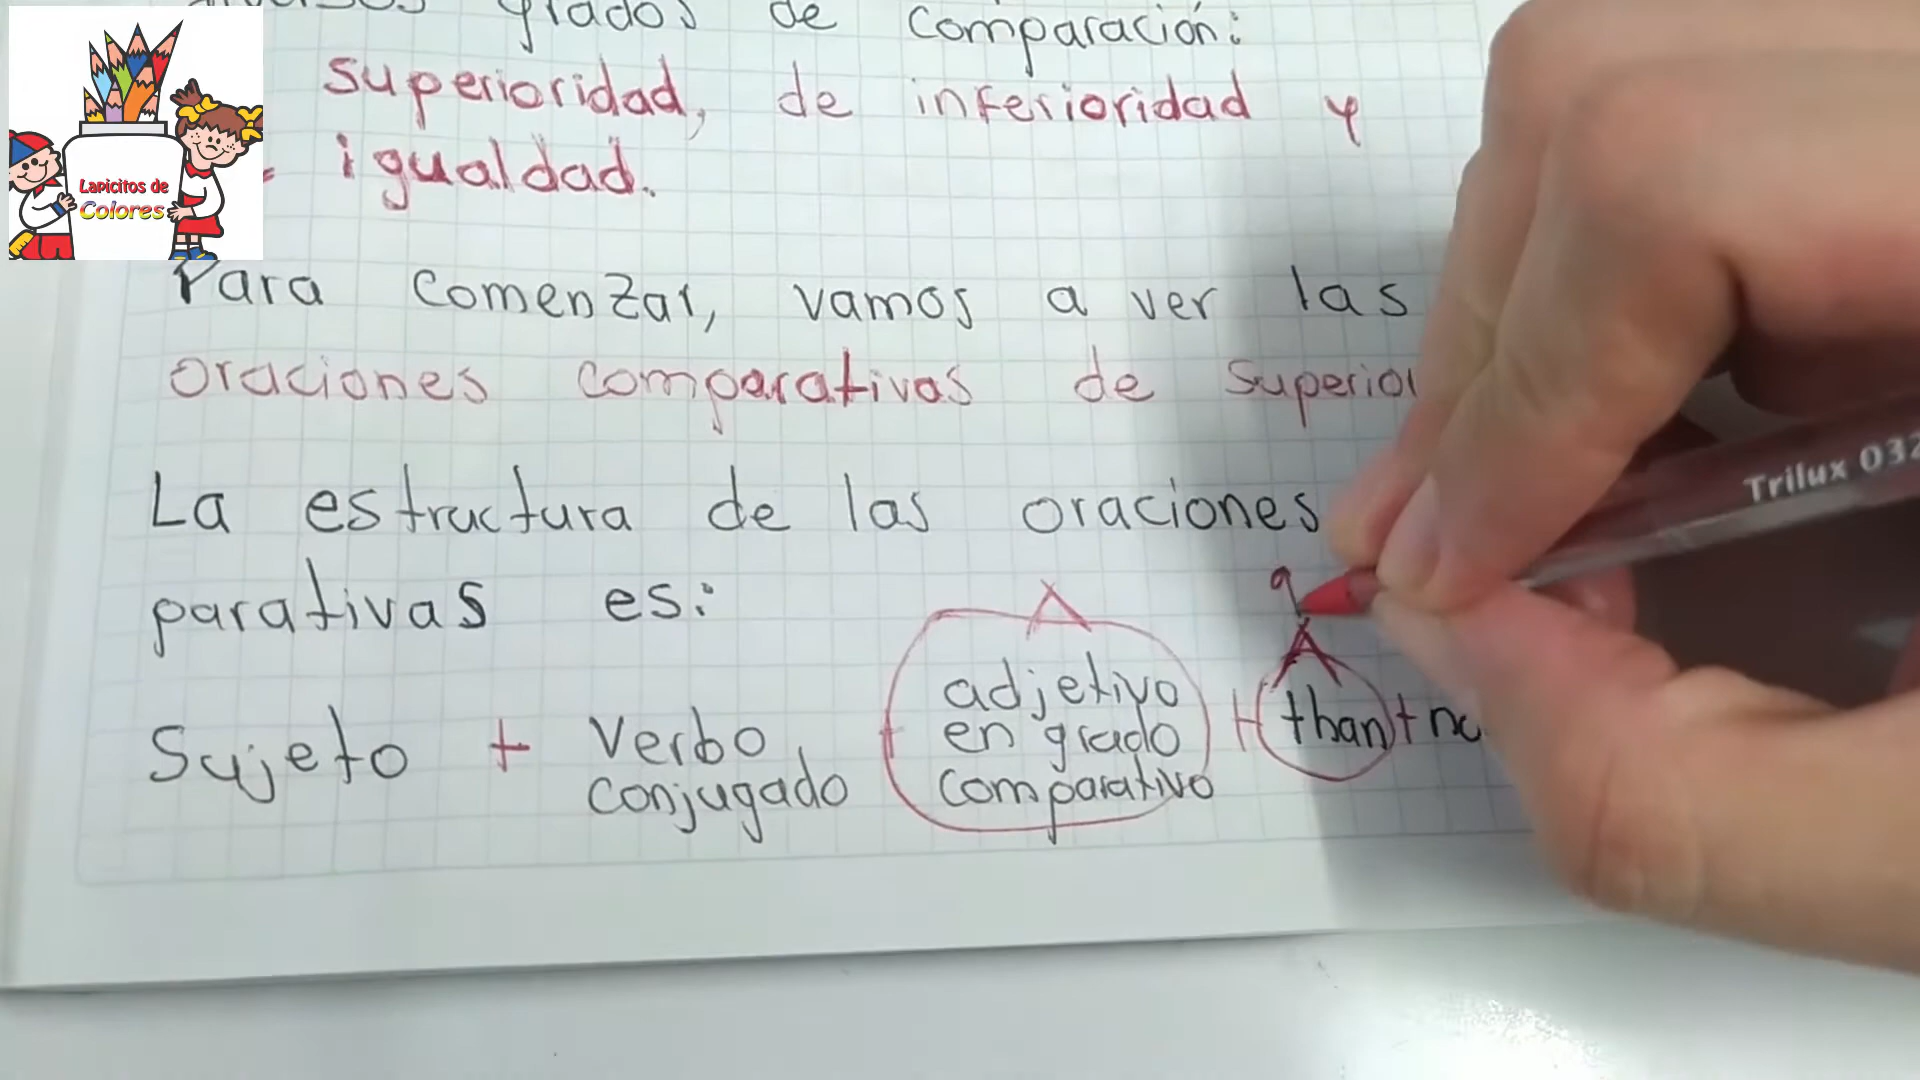 grados de comparación:
superioridad, de inferioridad y
igualdad.
Lapicitos de
Colores
Para comenzar, vamos a ver las
oraciones comparativas de
La estructura de las oraciones
parativas es:
Sujeto + verbo conjugado + adjetivo en grado comparativo + than +
Trilux 032